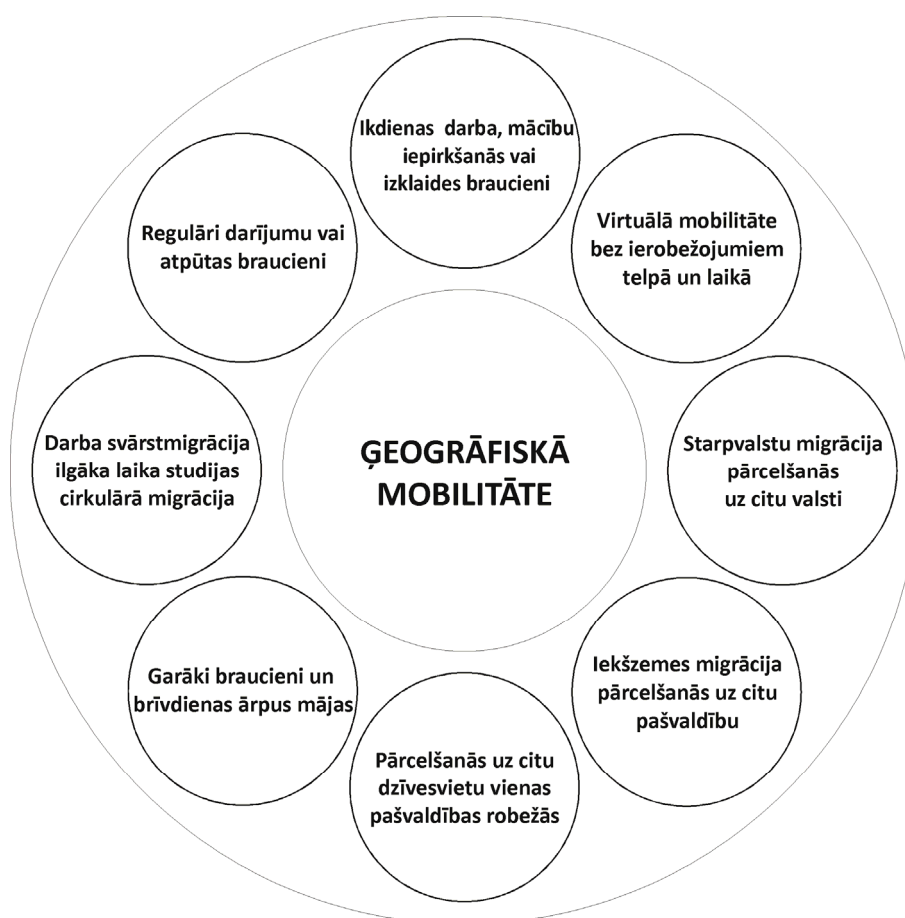 Ikdienas darba, mācību
iepirkšanās vai
izklaides braucieni
Virtuālā mobilitāte
bez ierobežojumiem
telpā un laikā
Starpvalstu migrācija
pārcelšanās
uz citu valsti
Iekšzemes migrācija
pārcelšanās uz citu
pašvaldību
Pārcelšanās uz citu
dzīvesvietu vienas
pašvaldības robežās
Garāki braucieni un
brīvdienas ārpus mājas
Darba svārstmigrācija
ilgāka laika studijas
cirkulārā migrācija
Regulāri darījumu vai
atpūtas braucieni
ĢEOGRĀFISKĀ
MOBILITĀTE